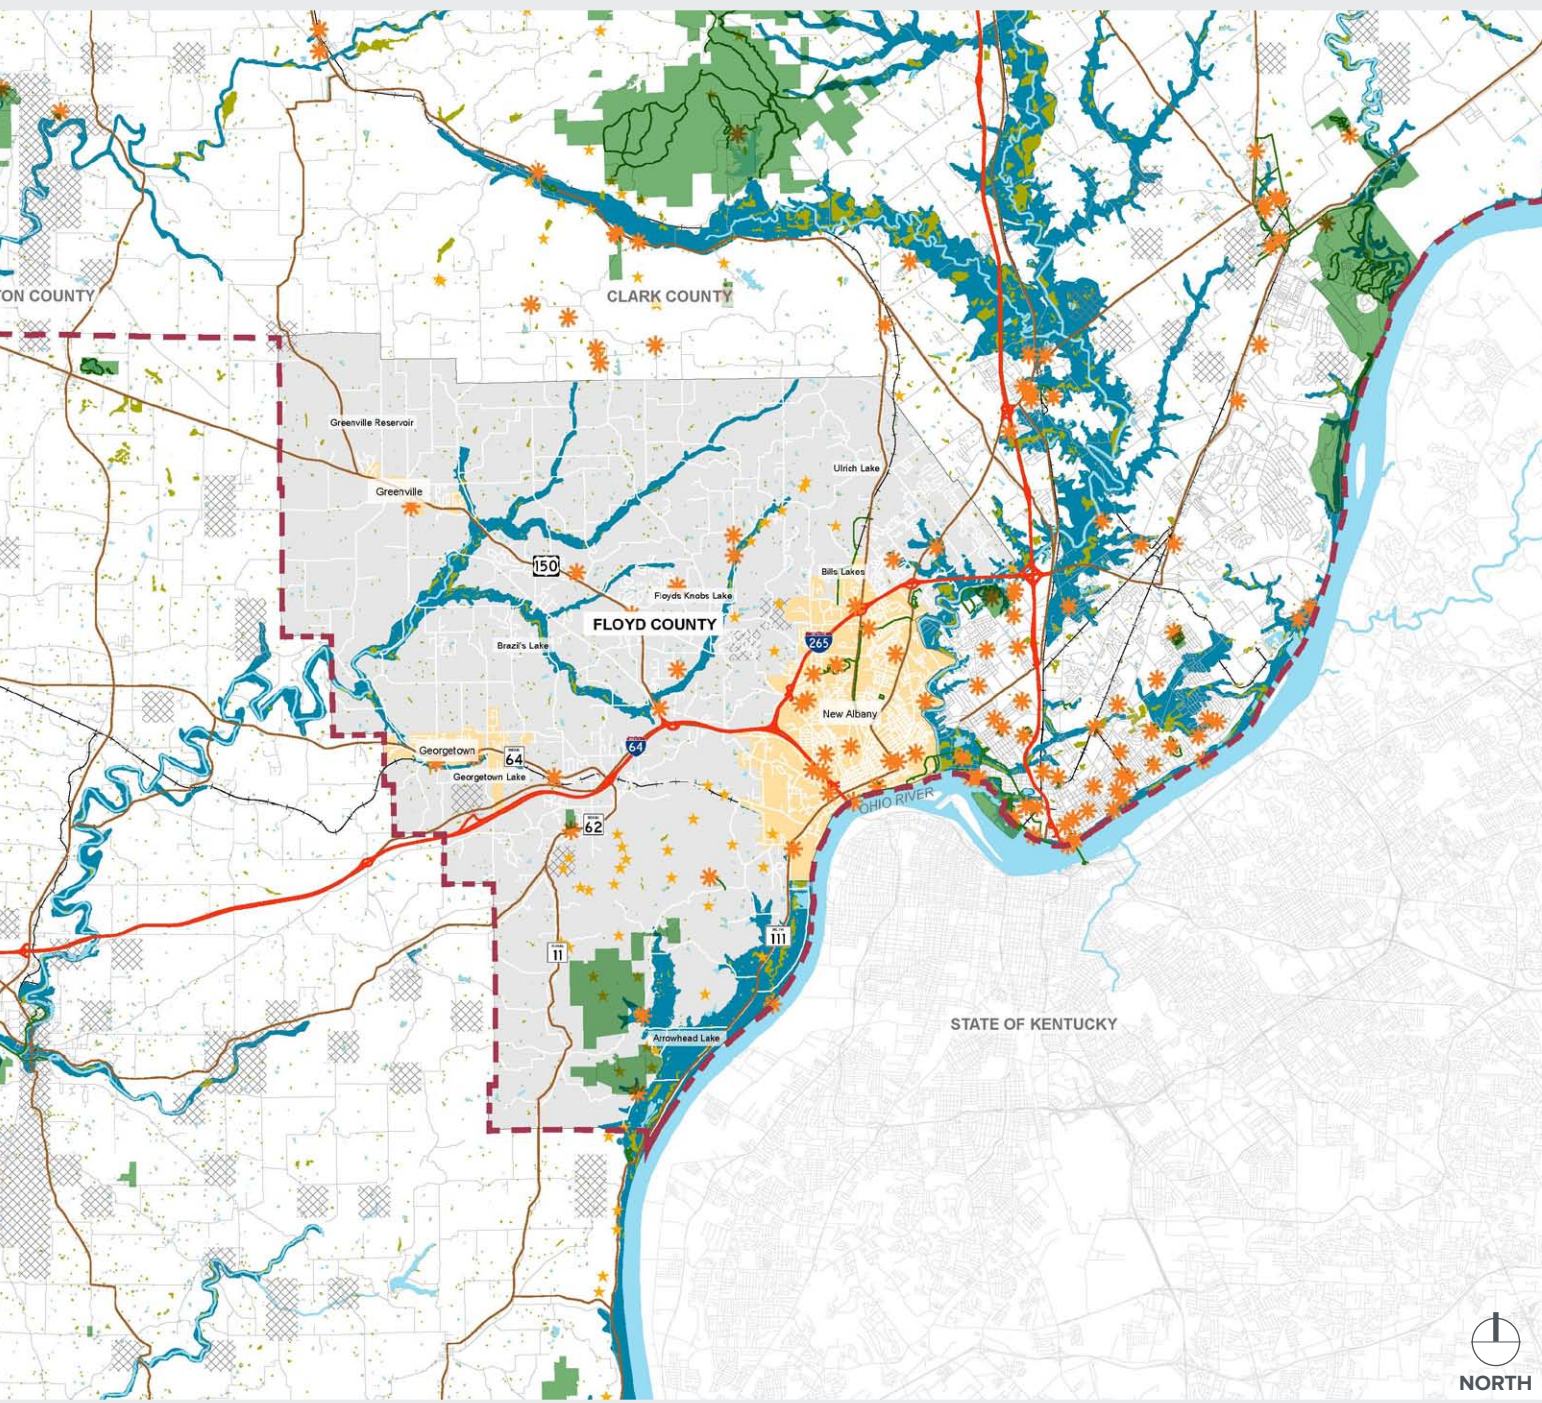 TON COUNTY
CLARK COUNTY
Greenville Reservoir
Ulrich Lake
Greenville
150
Bills Lakes
Floyds Knobs Lake
FLOYD COUNTY
265
Brazil's Lake
New Albany
64
Georgetown
64
Georgetown Lake
OHIO RIVER
62
111
11
STATE OF KENTUCKY
Arrowhead Lake
NORTH